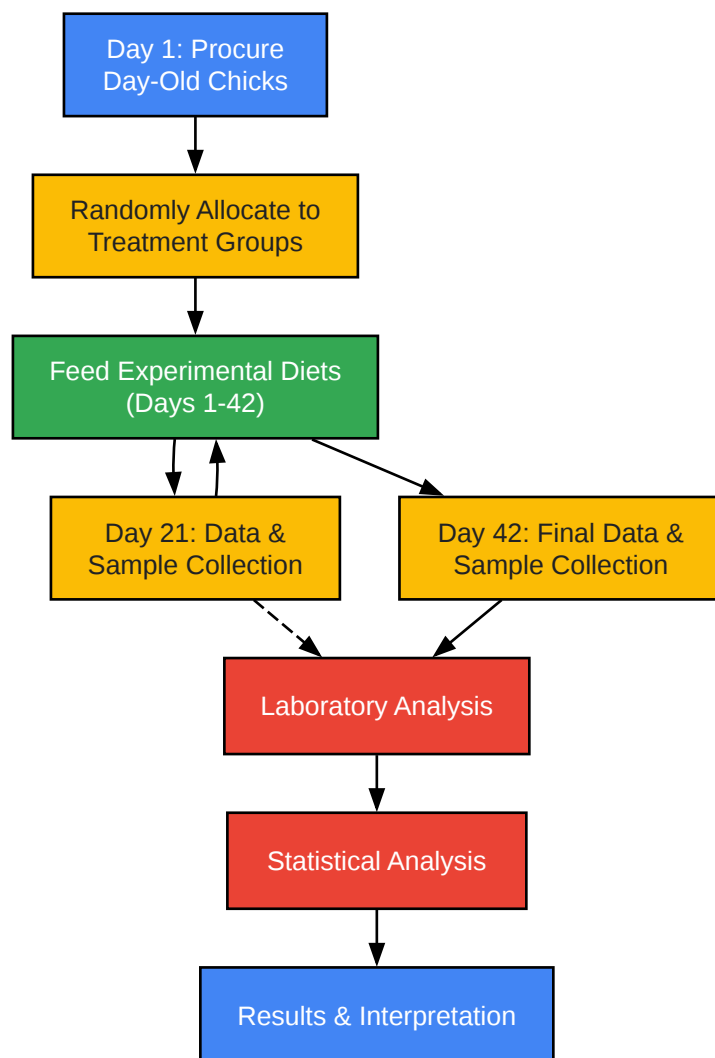 Day 1: Procure
Day-Old Chicks
Randomly Allocate to
Treatment Groups
Feed Experimental Diets
(Days 1-42)
Day 21: Data &
Sample Collection
Day 42: Final Data &
Sample Collection
Laboratory Analysis
Statistical Analysis
Results & Interpretation